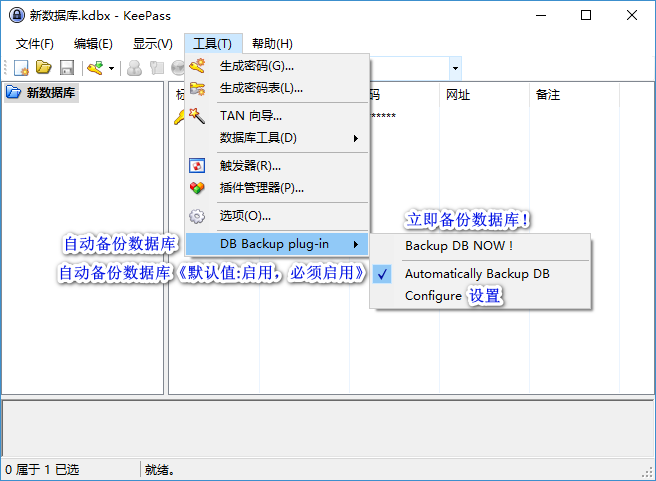 新数据库.kdbx - KeePass
文件(F) 编辑(E) 显示(V) 工具(T) 帮助(H)
新数据库
生成密码(G)...
生成密码表(L)...
TAN 向导...
数据库工具(D)
触发器(R)...
插件管理器(P)...
选项(O)...
DB Backup plug-in
码 网址 备注
*****
自动备份数据库
自动备份数据库《默认值:启用，必须启用》
立即备份数据库！
Backup DB NOW !
Automatically Backup DB
Configure 设置
0 属于 1 已选 就绪。